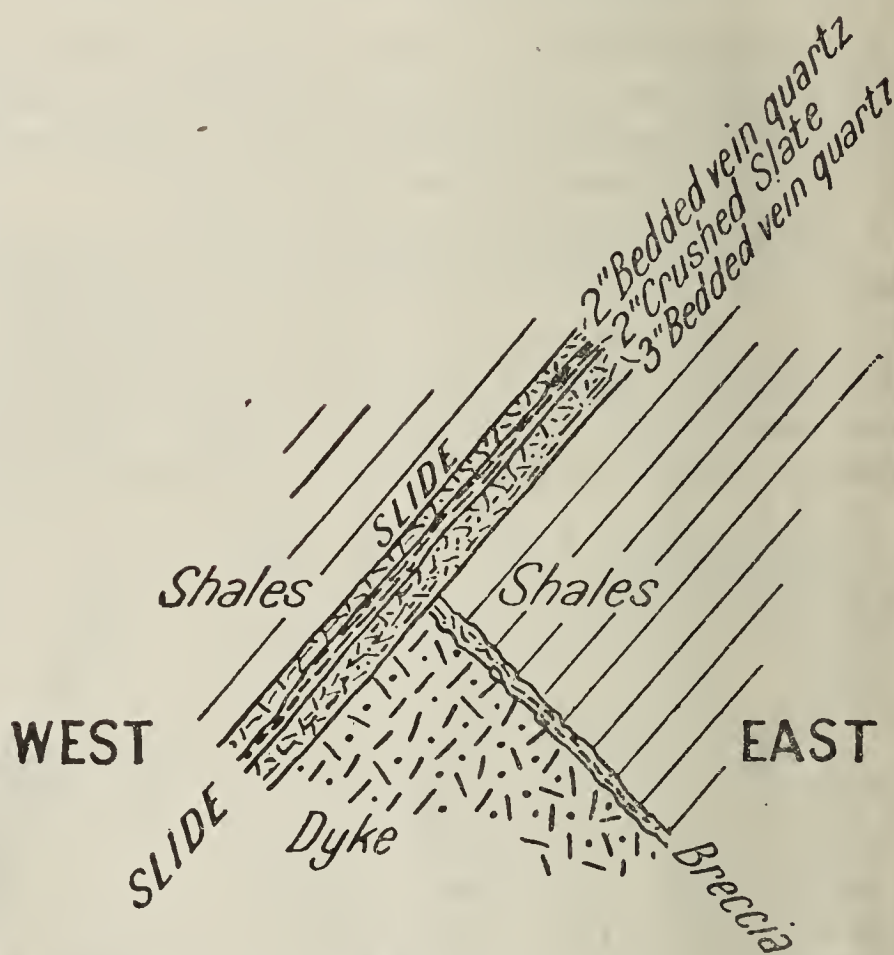 2" Bedded vein quartz
2" Crushed Slate
3" Bedded vein quartz
SLIDE
Shales
Shales
WEST
EAST
SLIDE
Dyke
Breccia